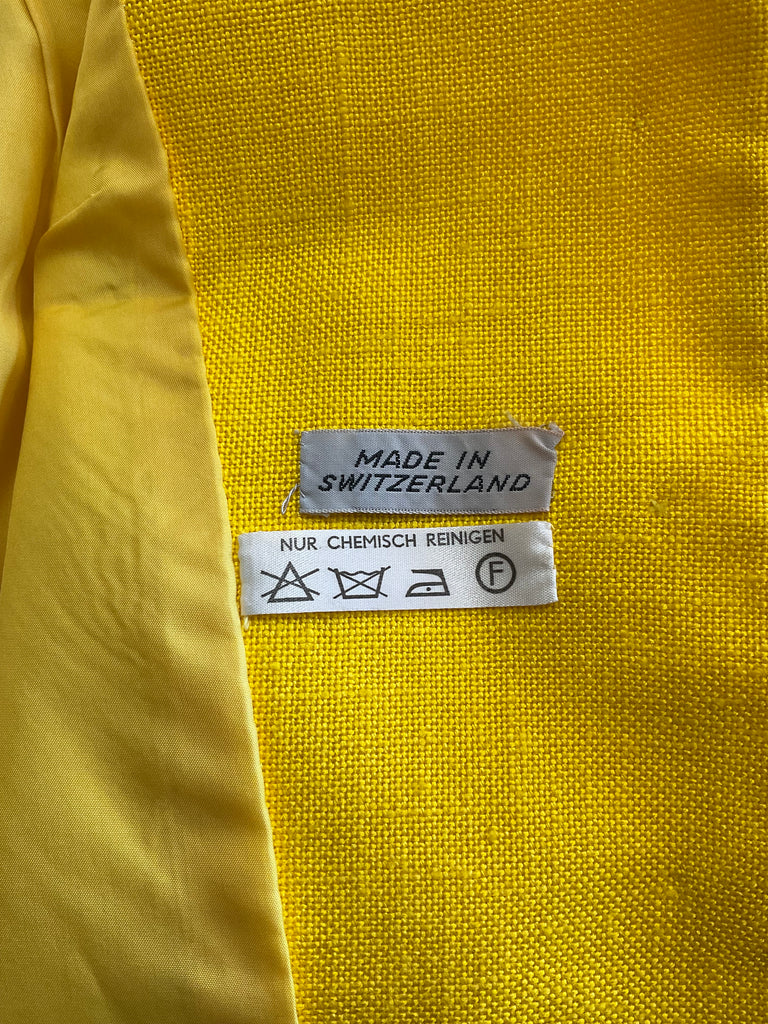 MADE IN
SWITZERLAND
NUR CHEMISCH REINIGEN
F